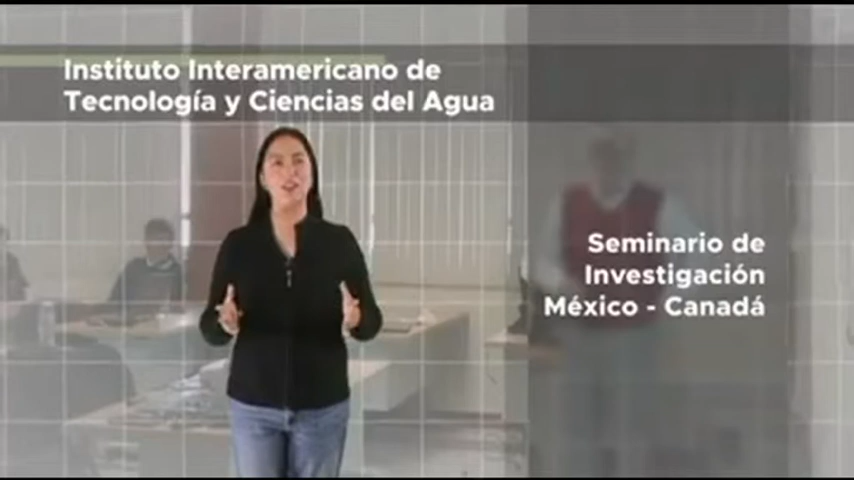 Instituto Interamericano de
Tecnología y Ciencias del Agua
Seminario de
Investigación
México - Canadá